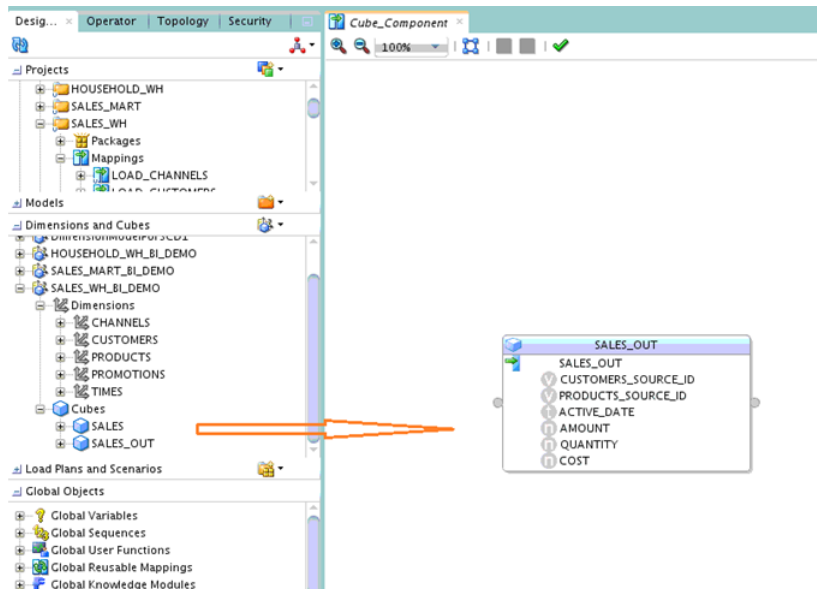 Desig... × Operator Topology Security
Projects
HOUSEHOLD_WH
SALES_MART
SALES_WH
Packages
Mappings
LOAD_CHANNELS
LOAD_CUSTOMERS
Models
Dimensions and Cubes
DimensionModelForSCD1
HOUSEHOLD_WH_BI_DEMO
SALES_MART_BI_DEMO
SALES_WH_BI_DEMO
Dimensions
CHANNELS
CUSTOMERS
PRODUCTS
PROMOTIONS
TIMES
Cubes
SALES
SALES_OUT
Load Plans and Scenarios
Global Objects
Global Variables
Global Sequences
Global User Functions
Global Reusable Mappings
Global Knowledge Modules
Cube_Component ×
100%
SALES_OUT
SALES_OUT
V CUSTOMERS_SOURCE_ID
V PRODUCTS_SOURCE_ID
t ACTIVE_DATE
n AMOUNT
n QUANTITY
n COST